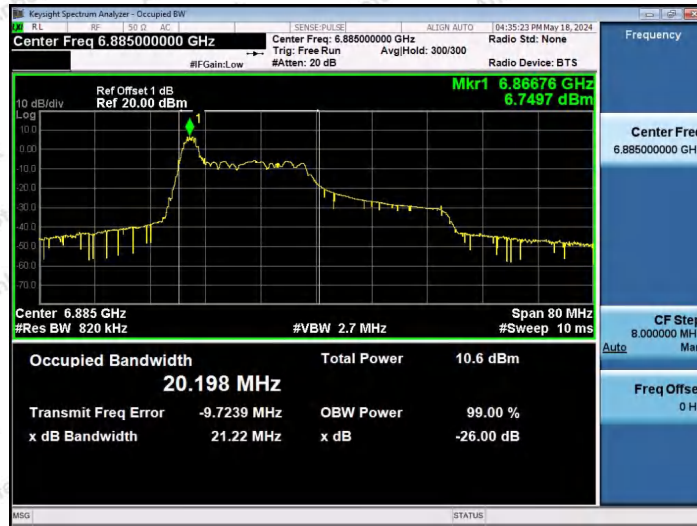 Keysight Spectrum Analyzer - Occupied BW
RL RF 50 Ω AC SENSE:PULSE ALIGN AUTO 04:35:23 PM May 18, 2024
Center Freq 6.885000000 GHz Center Freq: 6.885000000 GHz Radio Std: None Frequency
Trig: Free Run Avg|Hold: 300/300
#IFGain:Low #Atten: 20 dB Radio Device: BTS
Ref Offset 1 dB Mkr1 6.86676 GHz
10 dB/div Ref 20.00 dBm 6.7497 dBm
Log
1
10.0
0.00
-10.0
-20.0
-30.0
-40.0
-50.0
-60.0
-70.0
Center Freq
6.885000000 GHz
Center 6.885 GHz Span 80 MHz
#Res BW 820 kHz #VBW 2.7 MHz #Sweep 10 ms
CF Step
8.000000 MH
Auto Man
Occupied Bandwidth Total Power 10.6 dBm
20.198 MHz
Transmit Freq Error -9.7239 MHz OBW Power 99.00 %
x dB Bandwidth 21.22 MHz x dB -26.00 dB
Freq Offset
0 H
MSG STATUS